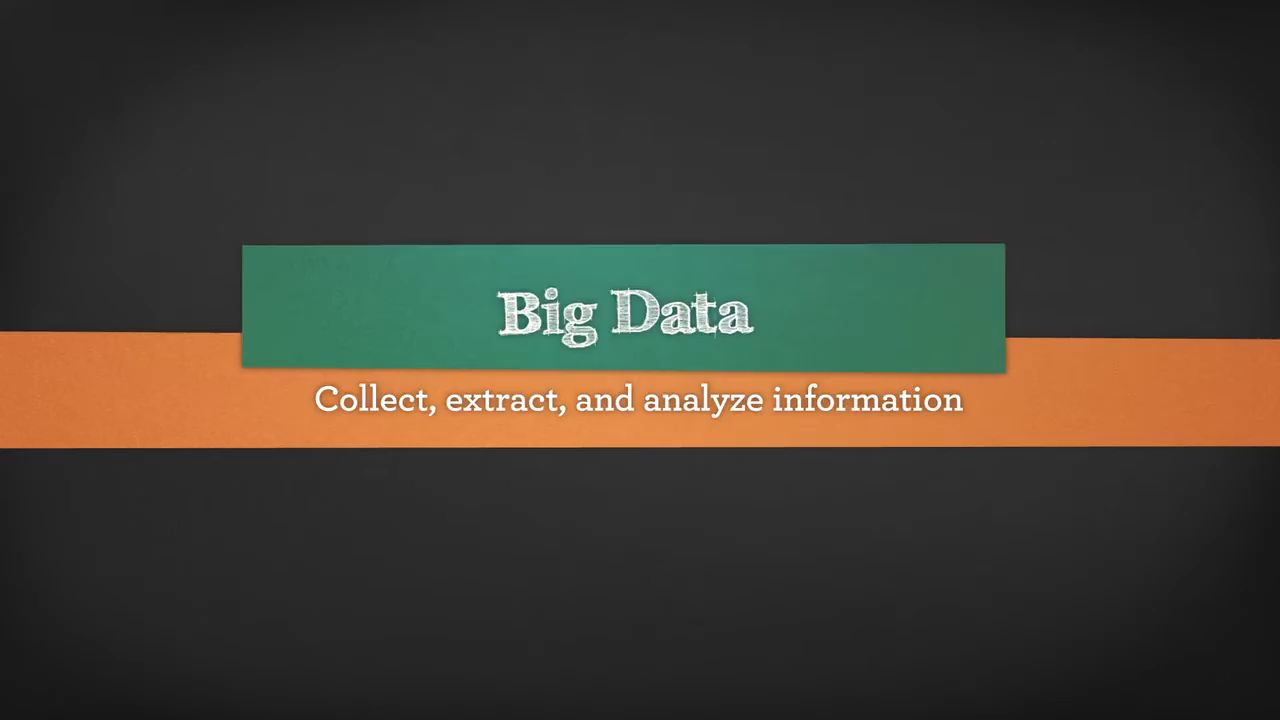 Big Data
Collect, extract, and analyze information